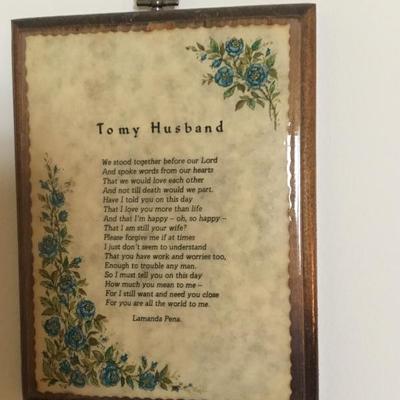 To my Husband
We stood together before our Lord
And spoke words from our hearts
That we would love each other
And not till death would we part.
Have I told you on this day
That I love you more than life
And that I'm happy – oh, so happy –
That I am still your wife?
Please forgive me if at times
I just don't seem to understand
That you have work and worries too,
Enough to trouble any man.
So I must tell you on this day
How much you mean to me –
For I still want and need you close
For you are all the world to me.
Lamanda Pena.